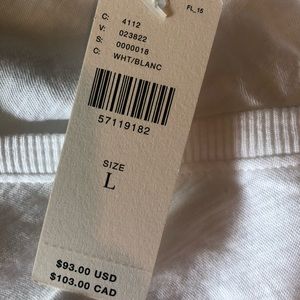 FL_15
C: 4112
V: 023822
S: 0000018
C: WHT/BLANC
57119182
SIZE
L
$93.00 USD
$103.00 CAD